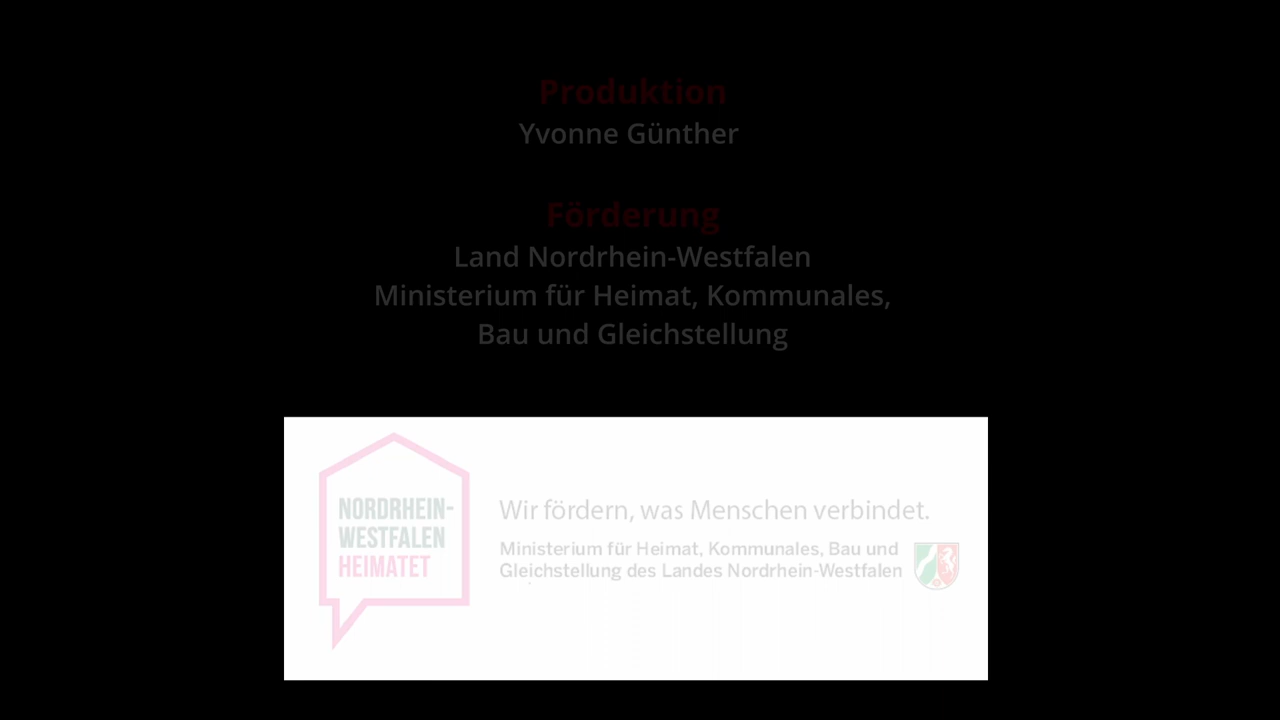 Produktion
Yvonne Günther
Förderung
Land Nordrhein-Westfalen
Ministerium für Heimat, Kommunales,
Bau und Gleichstellung
NORDRHEIN-
WESTFALEN
HEIMATET
Wir fördern, was Menschen verbindet.
Ministerium für Heimat, Kommunales, Bau und
Gleichstellung des Landes Nordrhein-Westfalen